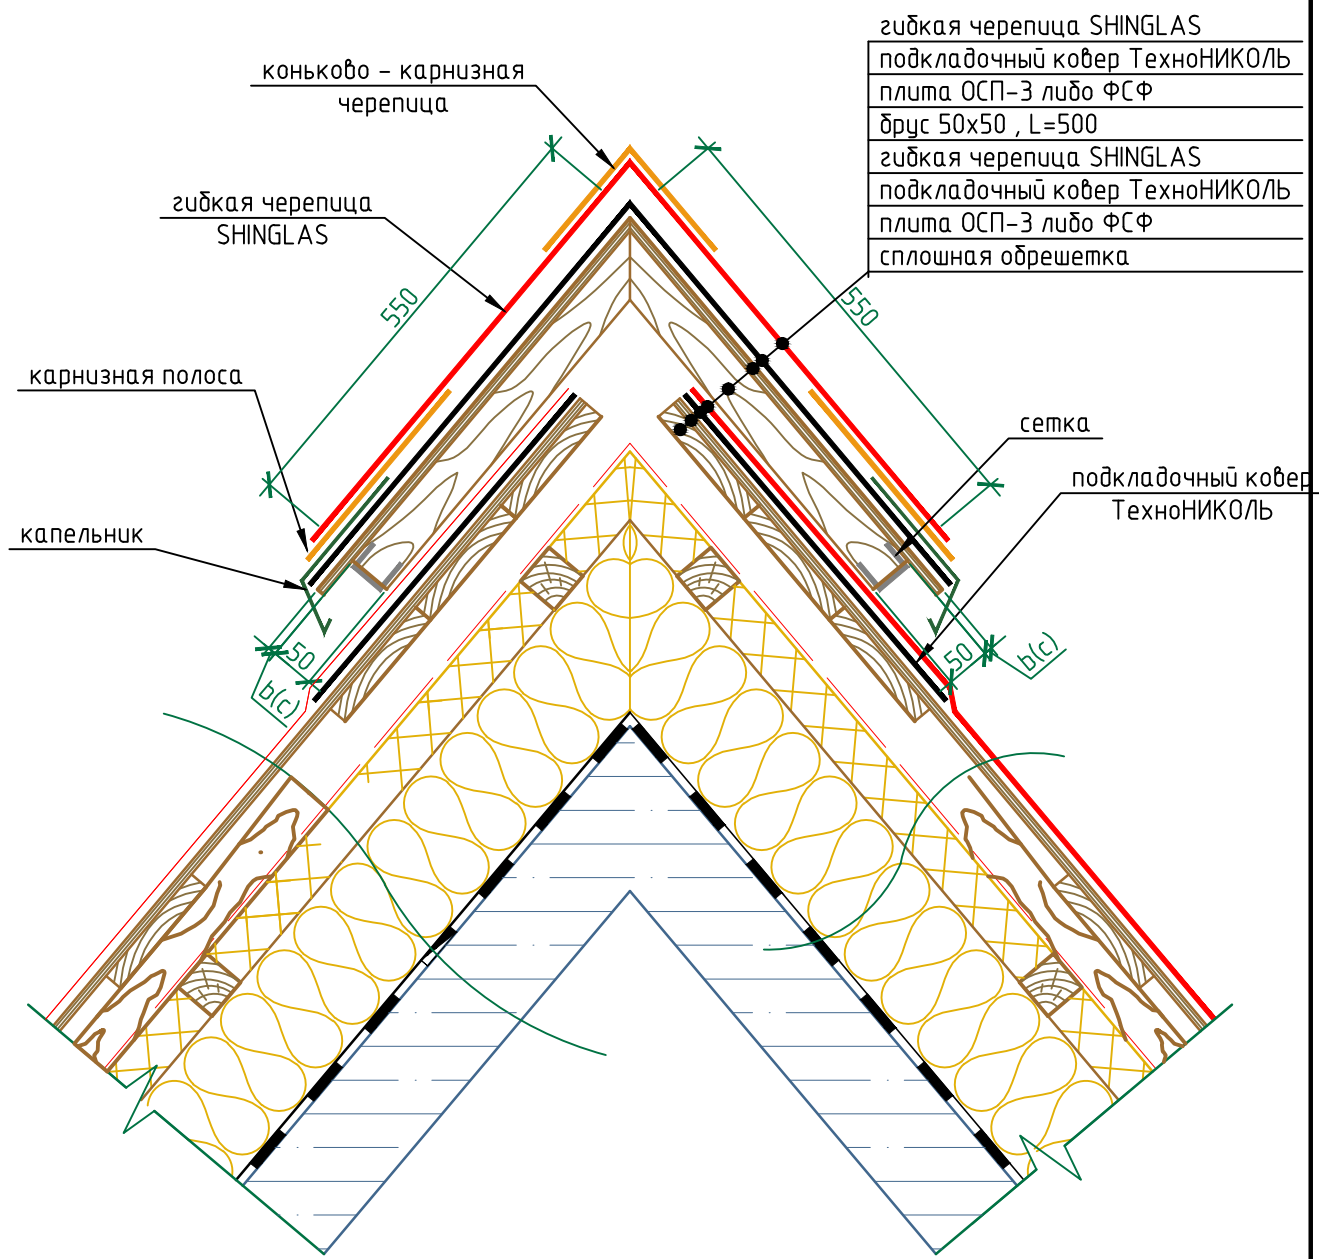 гибкая черепица SHINGLAS
подкладочный ковер ТехноНИКОЛЬ
плита ОСП-3 либо ФСФ
брус 50х50 , L=500
гибкая черепица SHINGLAS
подкладочный ковер ТехноНИКОЛЬ
плита ОСП-3 либо ФСФ
сплошная обрешетка
коньково - карнизная
черепица
гибкая черепица
SHINGLAS
550
550
карнизная полоса
сетка
подкладочный ковер
ТехноНИКОЛЬ
капельник
50
b(c)
50
b(c)